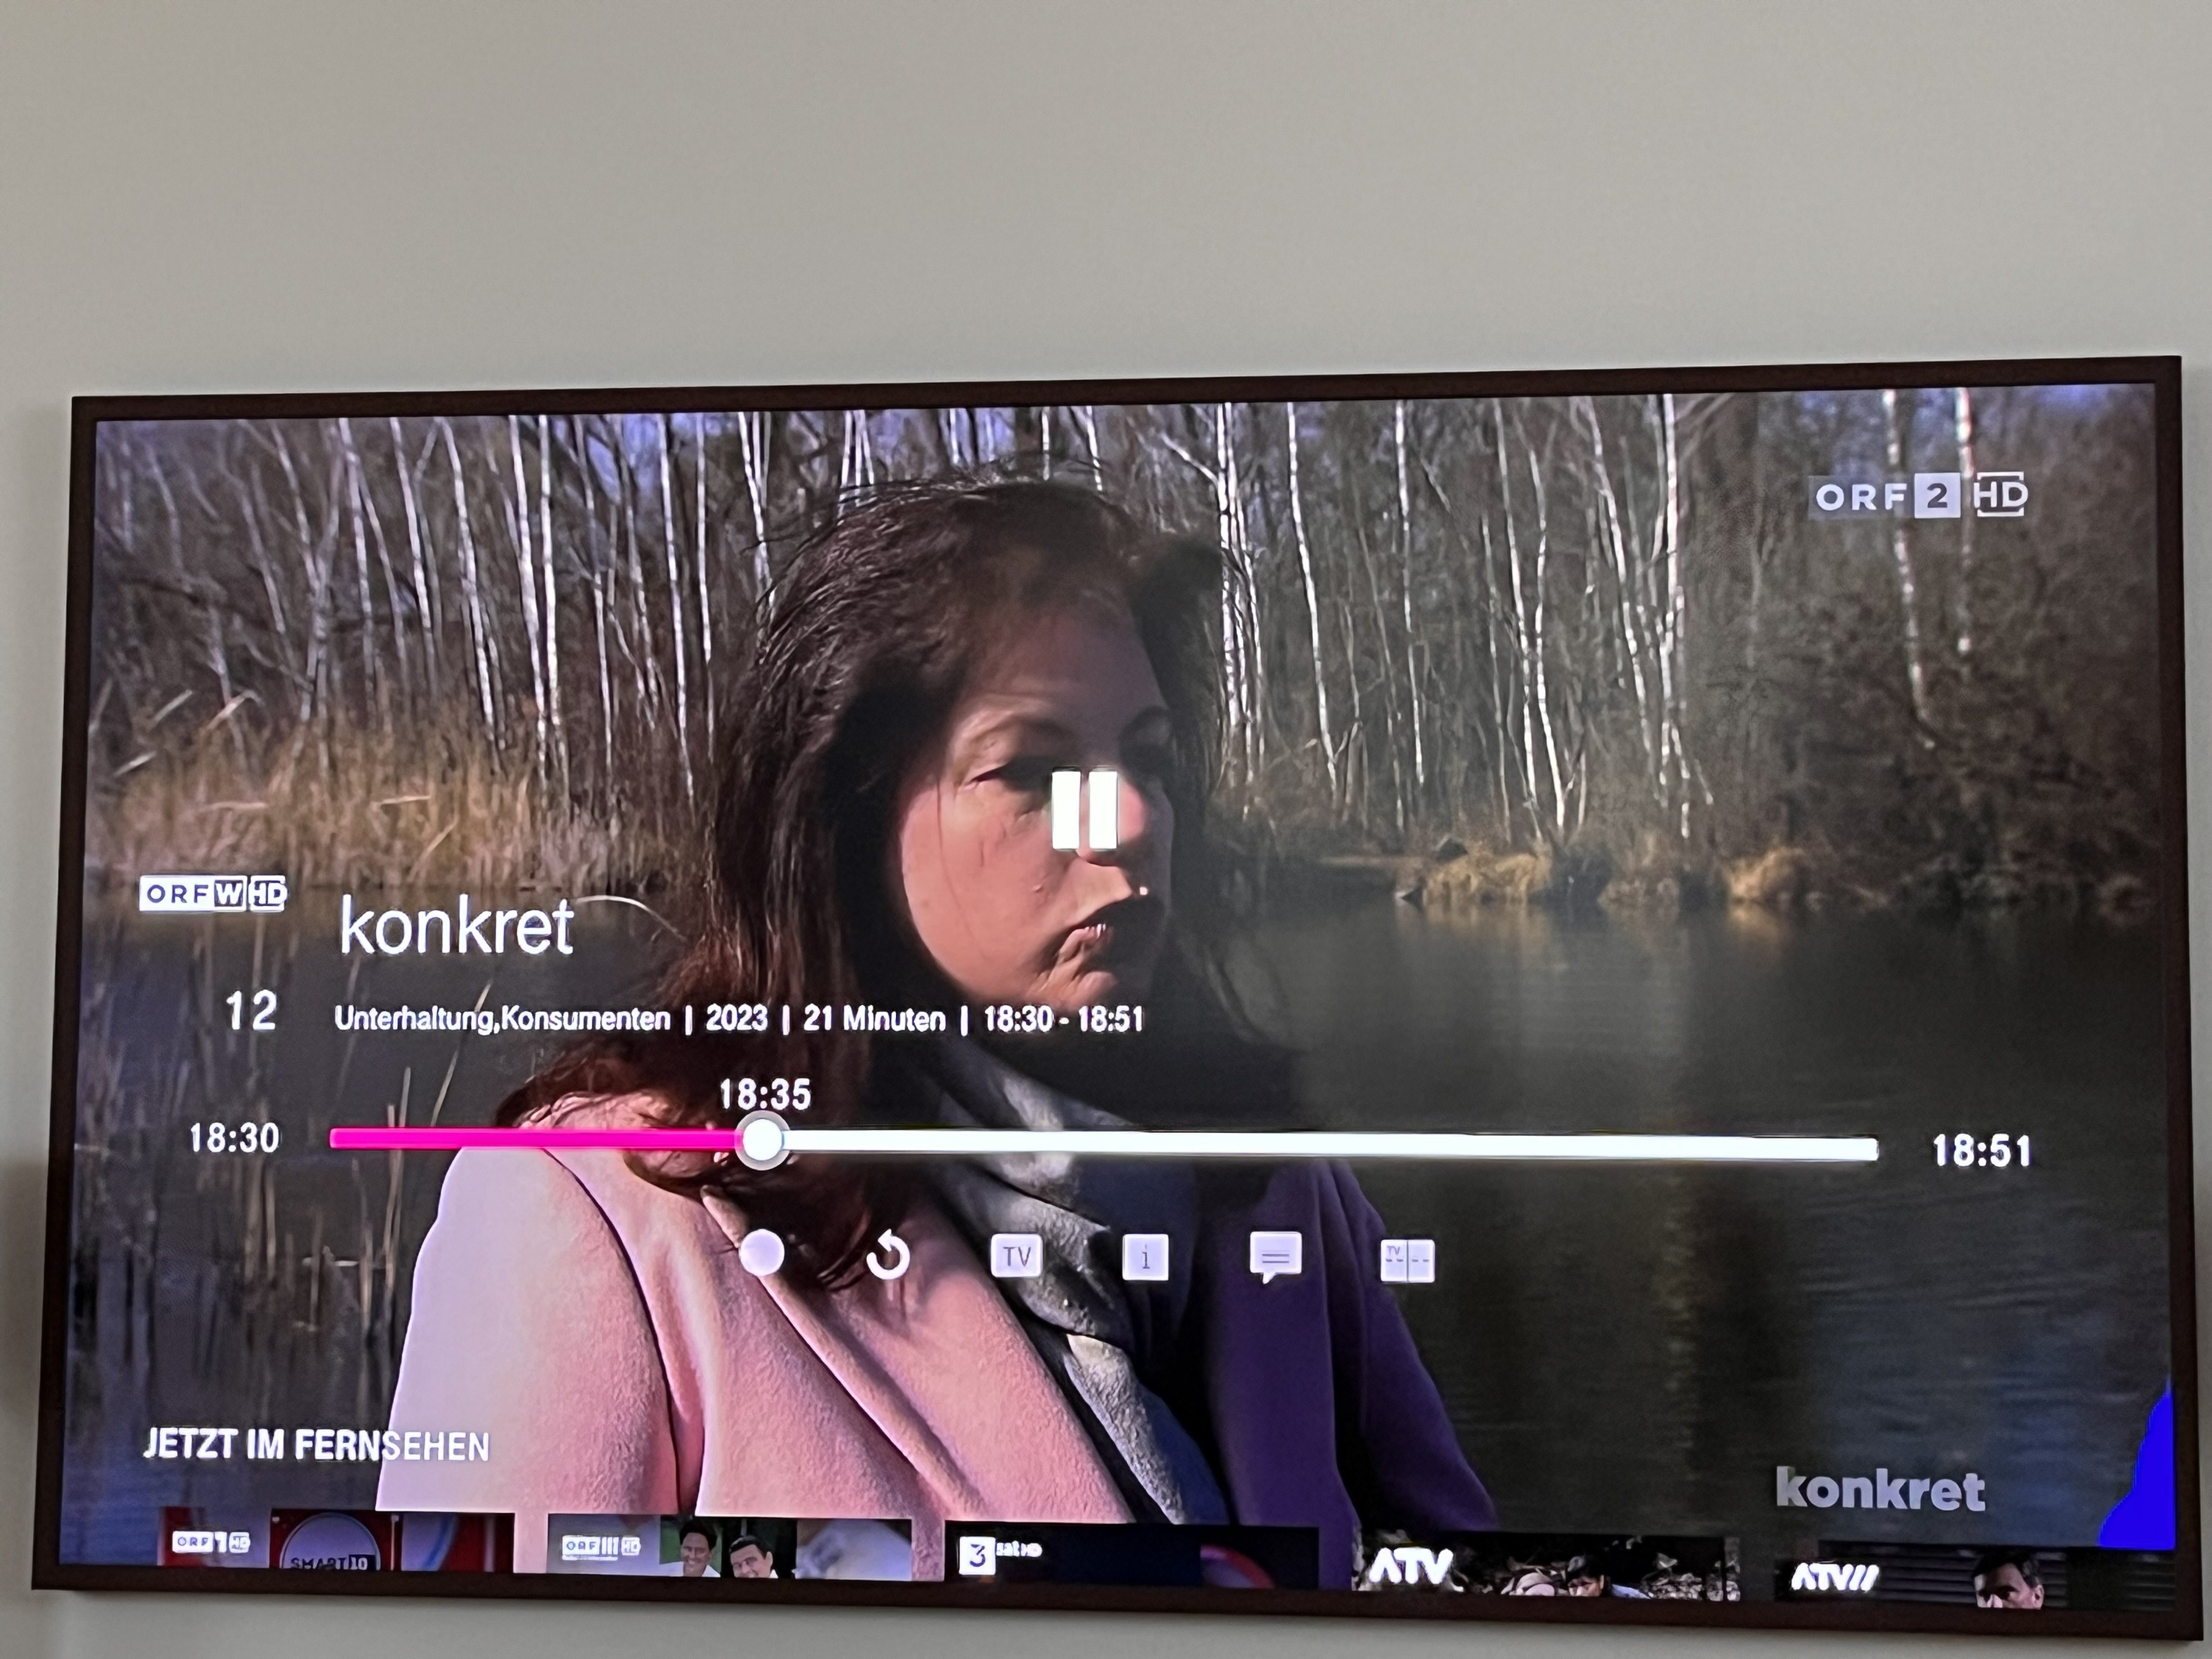 ORF 2 HD
ORF W HD
konkret
12
Unterhaltung,Konsumenten | 2023 | 21 Minuten | 18:30 - 18:51
18:35
18:30
18:51
TV
i
TV
JETZT IM FERNSEHEN
konkret
ORF 1 HD
SMART 10
ORF III HD
3sat HD
ATV
ATV II